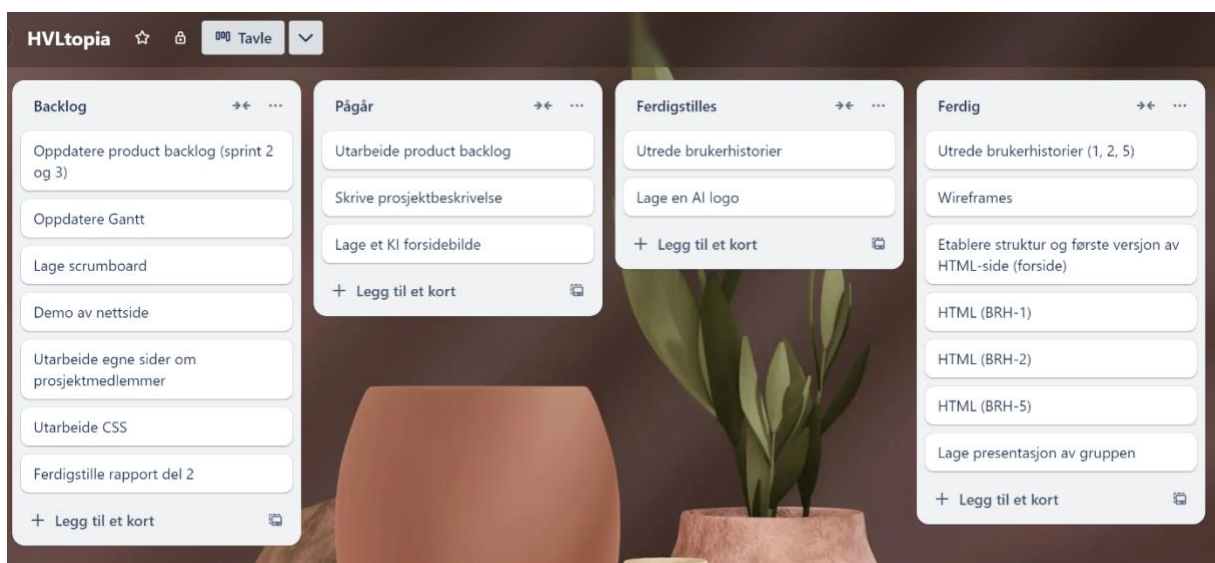 HVLtopia
Tavle
Backlog
Oppdatere product backlog (sprint 2
og 3)
Oppdatere Gantt
Lage scrumboard
Demo av nettside
Utarbeide egne sider om
prosjektmedlemmer
Utarbeide CSS
Ferdigstille rapport del 2
+ Legg til et kort
Pågår
Utarbeide product backlog
Skrive prosjektbeskrivelse
Lage et KI forsidebilde
+ Legg til et kort
Ferdigstilles
Utrede brukerhistorier
Lage en AI logo
+ Legg til et kort
Ferdig
Utrede brukerhistorier (1, 2, 5)
Wireframes
Etablere struktur og første versjon av
HTML-side (forside)
HTML (BRH-1)
HTML (BRH-2)
HTML (BRH-5)
Lage presentasjon av gruppen
+ Legg til et kort